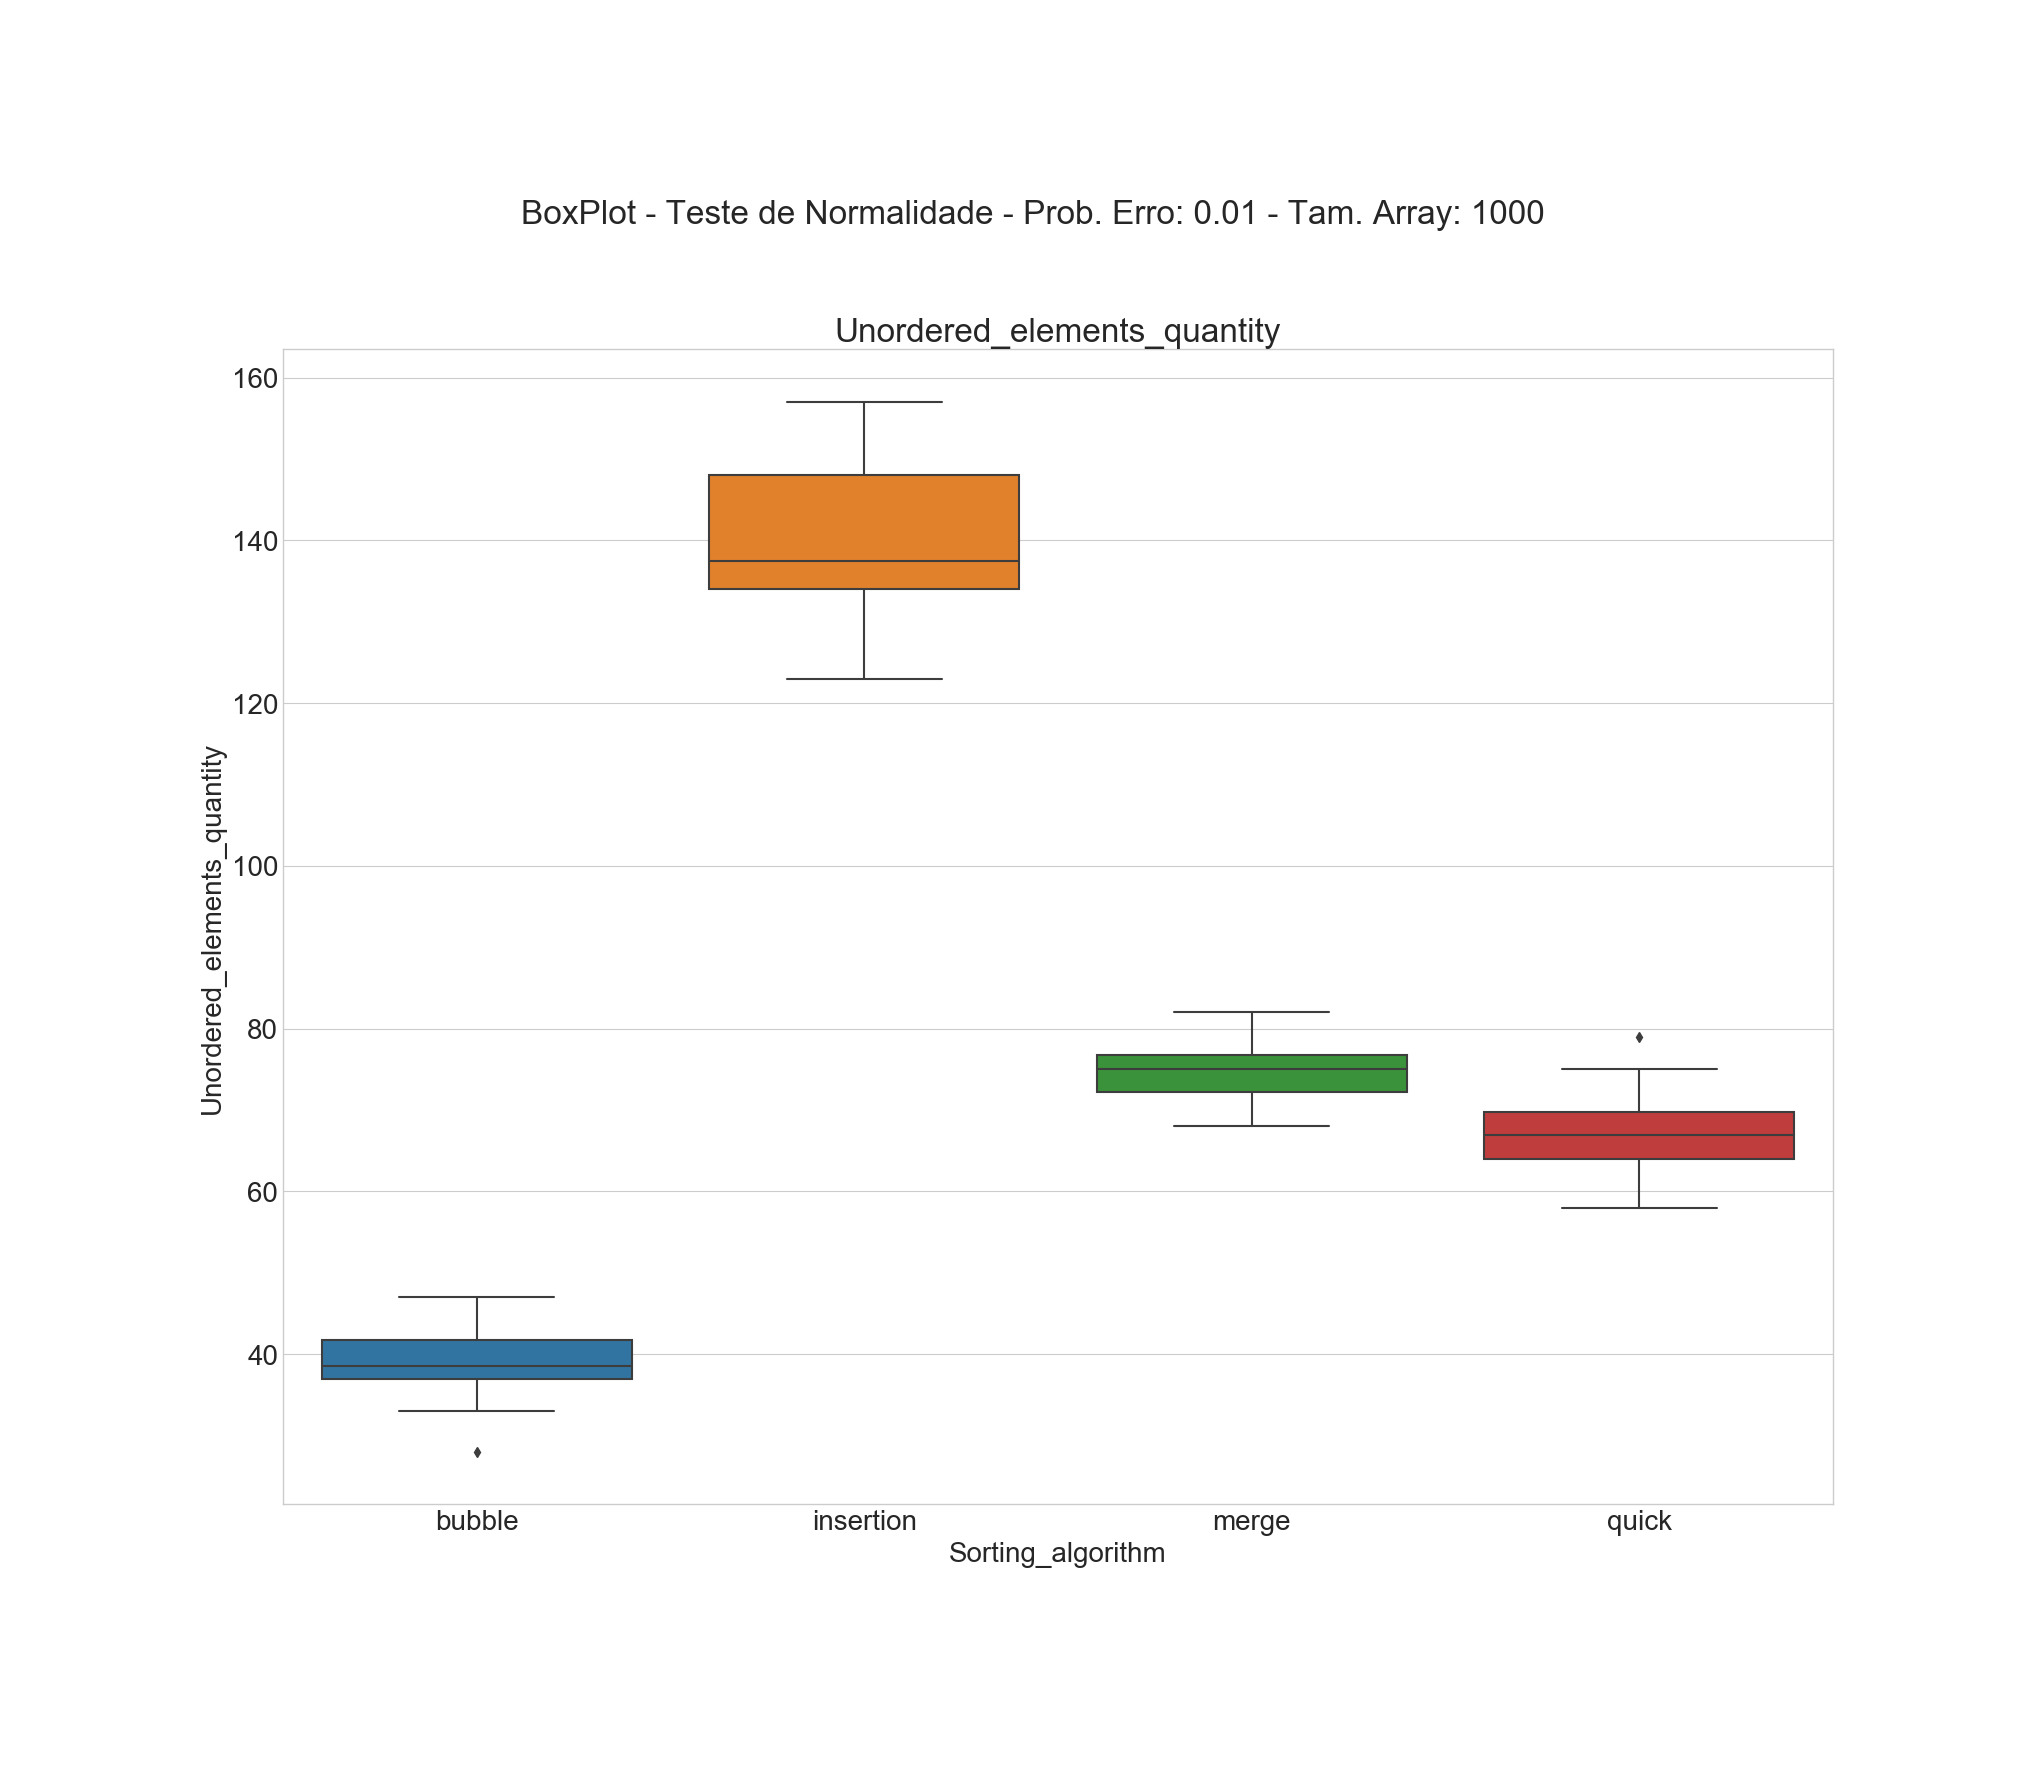 BoxPlot - Teste de Normalidade - Prob. Erro: 0.01 - Tam. Array: 1000
Unordered_elements_quantity
160
140
120
100
80
60
40
Unordered_elements_quantity
bubble insertion merge quick
Sorting_algorithm